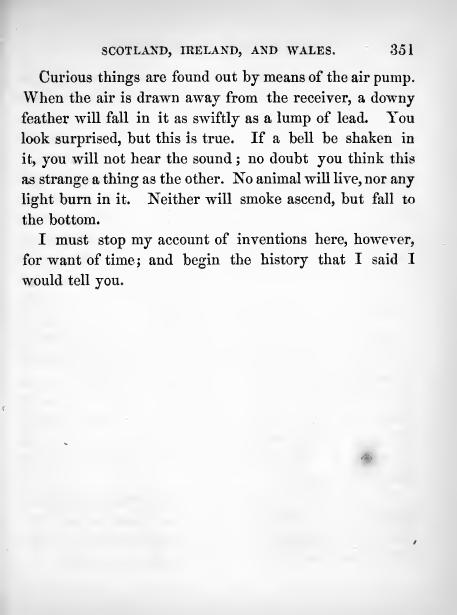 SCOTLAND, IRELAND, AND WALES. 351
Curious things are found out by means of the air pump.
When the air is drawn away from the receiver, a downy
feather will fall in it as swiftly as a lump of lead. You
look surprised, but this is true. If a bell be shaken in
it, you will not hear the sound; no doubt you think this
as strange a thing as the other. No animal will live, nor any
light burn in it. Neither will smoke ascend, but fall to
the bottom.
I must stop my account of inventions here, however,
for want of time; and begin the history that I said I
would tell you.